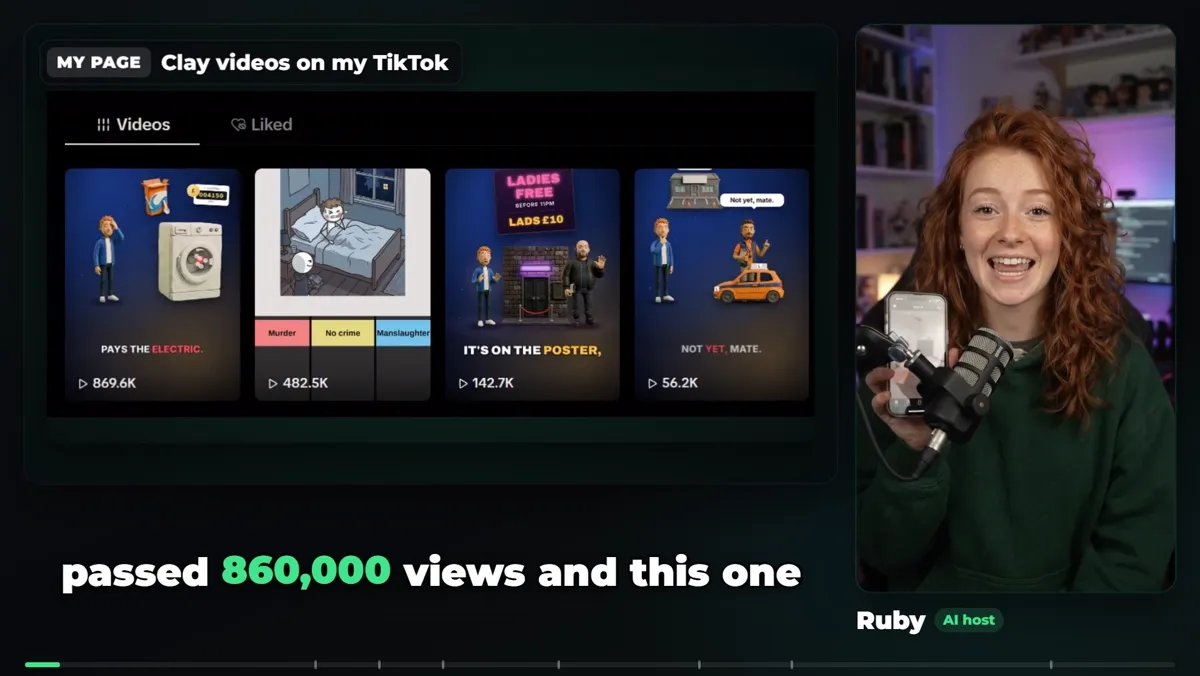 MY PAGE Clay videos on my TikTok
Videos Liked
004150
PAYS THE ELECTRIC.
869.6K
Murder No crime Manslaughter
482.5K
LADIES
FREE
BEFORE 11PM
LADS £10
IT'S ON THE POSTER,
142.7K
Not yet, mate.
NOT YET, MATE.
56.2K
passed 860,000 views and this one
Ruby AI host